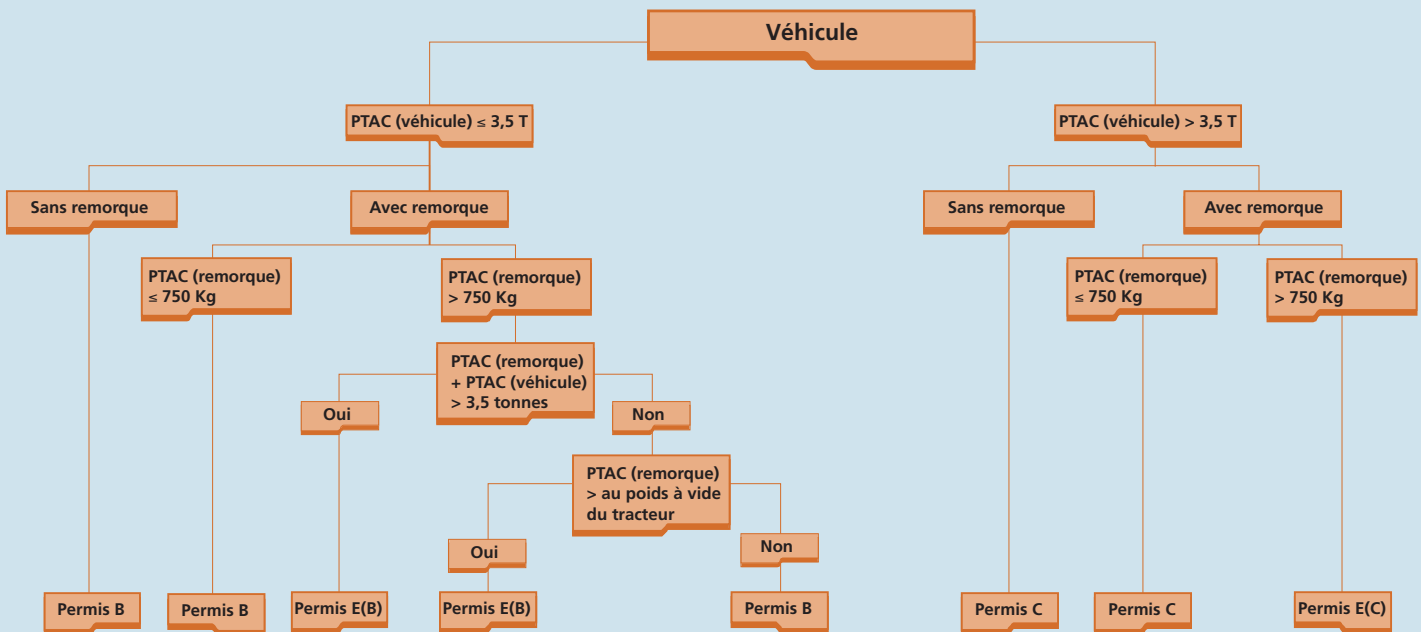 Véhicule
PTAC (véhicule) ≤ 3,5 T
PTAC (véhicule) > 3,5 T
Sans remorque
Avec remorque
Sans remorque
Avec remorque
PTAC (remorque)
≤ 750 Kg
PTAC (remorque)
> 750 Kg
PTAC (remorque)
≤ 750 Kg
PTAC (remorque)
> 750 Kg
PTAC (remorque)
+ PTAC (véhicule)
> 3,5 tonnes
Oui
Non
PTAC (remorque)
> au poids à vide
du tracteur
Oui
Non
Permis B
Permis B
Permis E(B)
Permis E(B)
Permis B
Permis C
Permis C
Permis E(C)